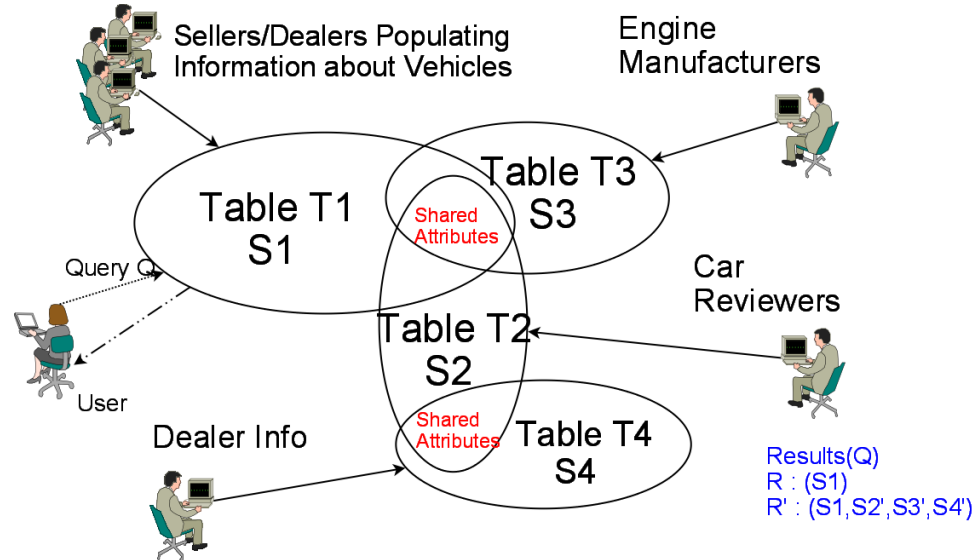 Sellers/Dealers Populating
Information about Vehicles
Engine
Manufacturers
Table T1
S1
Table T3
S3
Shared
Attributes
Query Q
User
Car
Reviewers
Table T2
S2
Shared
Attributes
Table T4
S4
Dealer Info
Results(Q)
R : (S1)
R' : (S1,S2',S3',S4')